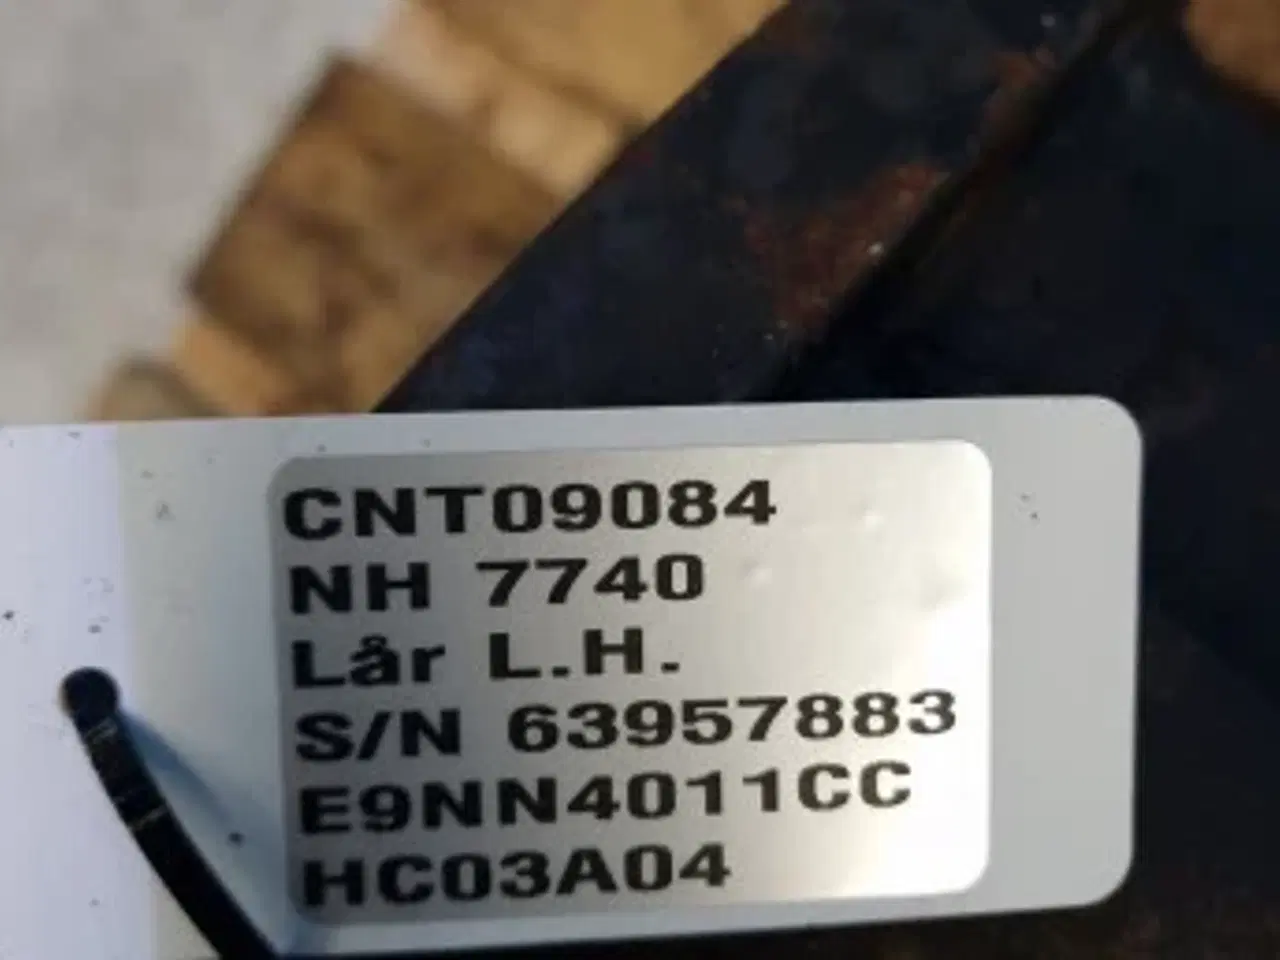 CNT09084
NH 7740
Lår L.H.
S/N 63957883
E9NN4011CC
HC03A04